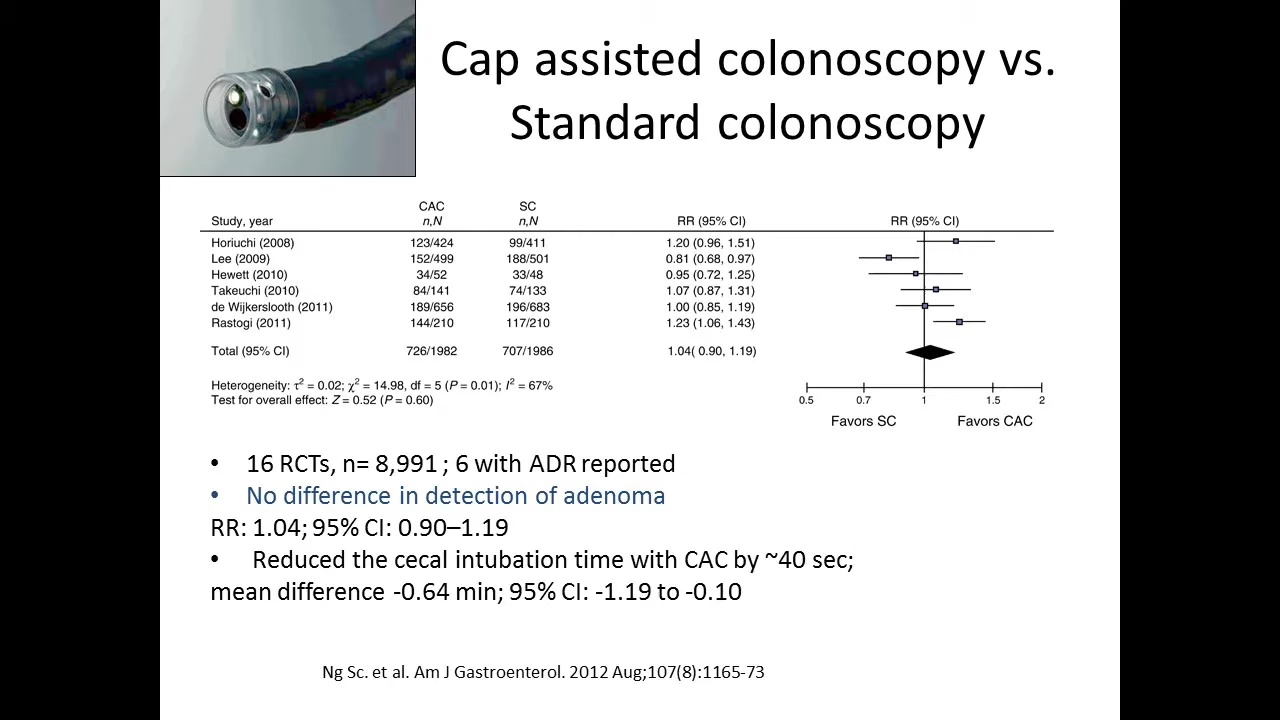 Cap assisted colonoscopy vs.
Standard colonoscopy
CAC SC
Study, year n,N n,N RR (95% CI) RR (95% CI)
Horiuchi (2008) 123/424 99/411 1.20 (0.96, 1.51)
Lee (2009) 152/499 188/501 0.81 (0.68, 0.97)
Hewett (2010) 34/52 33/48 0.95 (0.72, 1.25)
Takeuchi (2010) 84/141 74/133 1.07 (0.87, 1.31)
de Wijkerslooth (2011) 189/656 196/683 1.00 (0.85, 1.19)
Rastogi (2011) 144/210 117/210 1.23 (1.06, 1.43)
Total (95% CI) 726/1982 707/1986 1.04( 0.90, 1.19)
Heterogeneity: τ² = 0.02; χ² = 14.98, df = 5 (P = 0.01); I² = 67%
Test for overall effect: Z = 0.52 (P = 0.60)
0.5 0.7 1 1.5 2
Favors SC Favors CAC
• 16 RCTs, n= 8,991 ; 6 with ADR reported
• No difference in detection of adenoma
RR: 1.04; 95% CI: 0.90–1.19
• Reduced the cecal intubation time with CAC by ~40 sec;
mean difference -0.64 min; 95% CI: -1.19 to -0.10
Ng Sc. et al. Am J Gastroenterol. 2012 Aug;107(8):1165-73